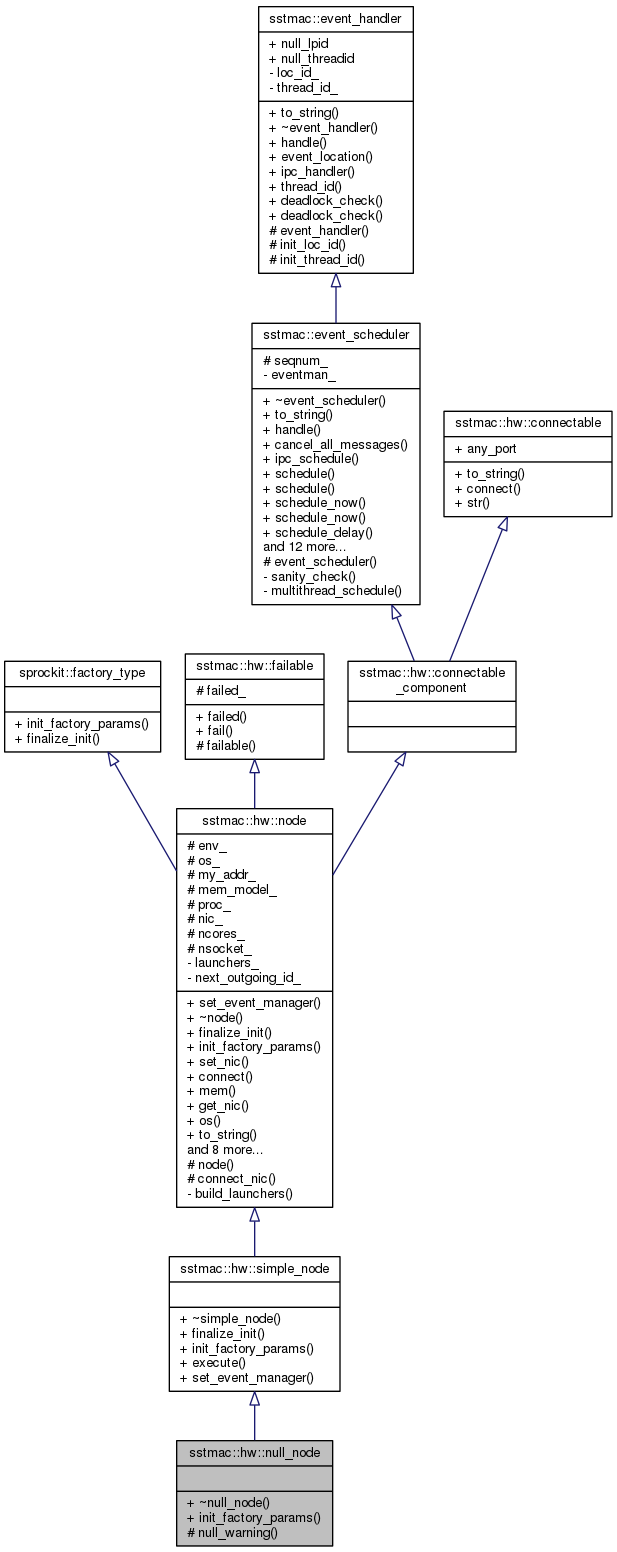 sstmac::event_handler
+ null_lpid
+ null_threadid
- loc_id_
- thread_id_
+ to_string()
+ ~event_handler()
+ handle()
+ event_location()
+ ipc_handler()
+ thread_id()
+ deadlock_check()
+ deadlock_check()
# event_handler()
# init_loc_id()
# init_thread_id()
sstmac::event_scheduler
# seqnum_
- eventman_
+ ~event_scheduler()
+ to_string()
+ handle()
+ cancel_all_messages()
+ ipc_schedule()
+ schedule()
+ schedule()
+ schedule_now()
+ schedule_now()
+ schedule_delay()
and 12 more...
# event_scheduler()
- sanity_check()
- multithread_schedule()
sstmac::hw::connectable
+ any_port
+ to_string()
+ connect()
+ str()
sprockit::factory_type
+ init_factory_params()
+ finalize_init()
sstmac::hw::failable
# failed_
+ failed()
+ fail()
# failable()
sstmac::hw::connectable
_component
sstmac::hw::node
# env_
# os_
# my_addr_
# mem_model_
# proc_
# nic_
# ncores_
# nsocket_
- launchers_
- next_outgoing_id_
+ set_event_manager()
+ ~node()
+ finalize_init()
+ init_factory_params()
+ set_nic()
+ connect()
+ mem()
+ get_nic()
+ os()
+ to_string()
and 8 more...
# node()
# connect_nic()
- build_launchers()
sstmac::hw::simple_node
+ ~simple_node()
+ finalize_init()
+ init_factory_params()
+ execute()
+ set_event_manager()
sstmac::hw::null_node
+ ~null_node()
+ init_factory_params()
# null_warning()